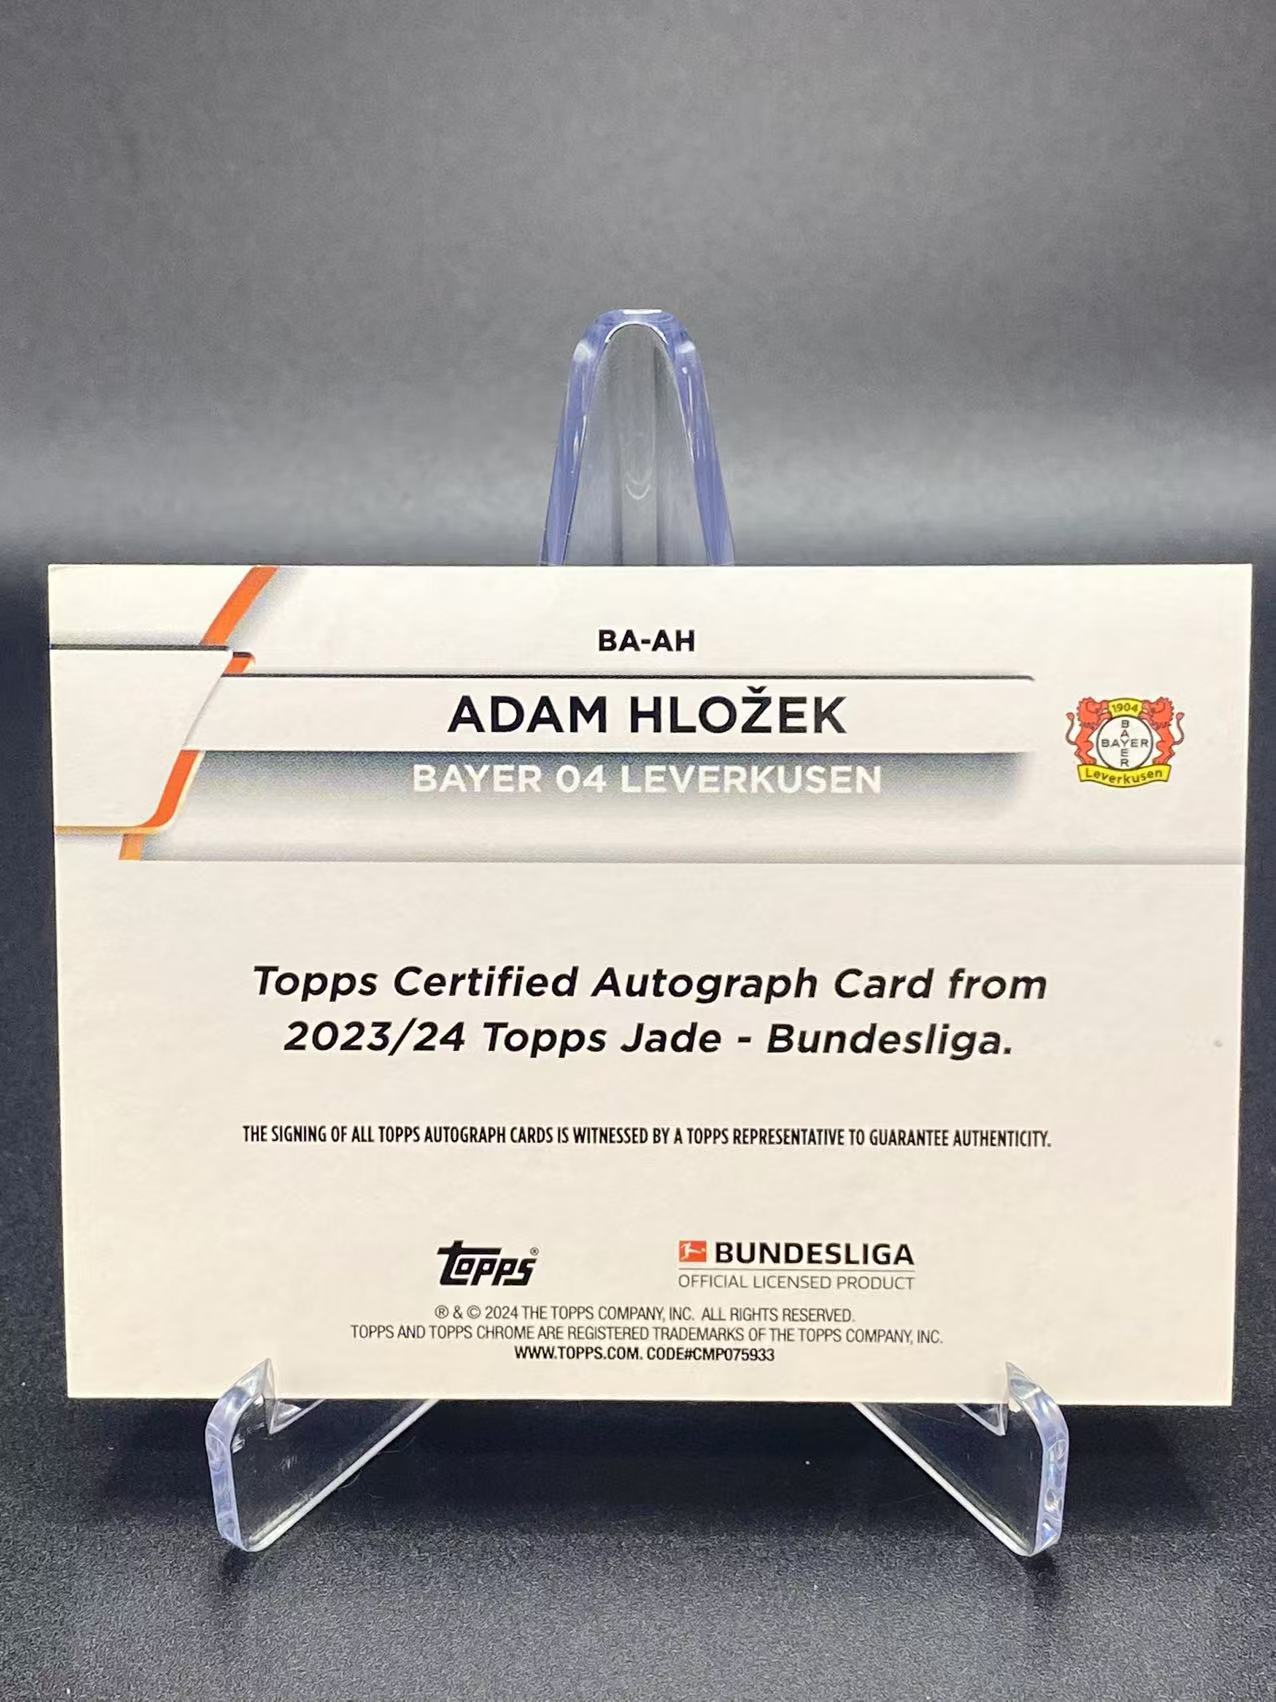 BA-AH
ADAM HLOŽEK
BAYER 04 LEVERKUSEN
1904
BAYER
BAYER
Leverkusen
Topps Certified Autograph Card from
2023/24 Topps Jade - Bundesliga.
THE SIGNING OF ALL TOPPS AUTOGRAPH CARDS IS WITNESSED BY A TOPPS REPRESENTATIVE TO GUARANTEE AUTHENTICITY.
Topps®
BUNDESLIGA
OFFICIAL LICENSED PRODUCT
® & © 2024 THE TOPPS COMPANY, INC. ALL RIGHTS RESERVED.
TOPPS AND TOPPS CHROME ARE REGISTERED TRADEMARKS OF THE TOPPS COMPANY, INC.
WWW.TOPPS.COM. CODE#CMP075933